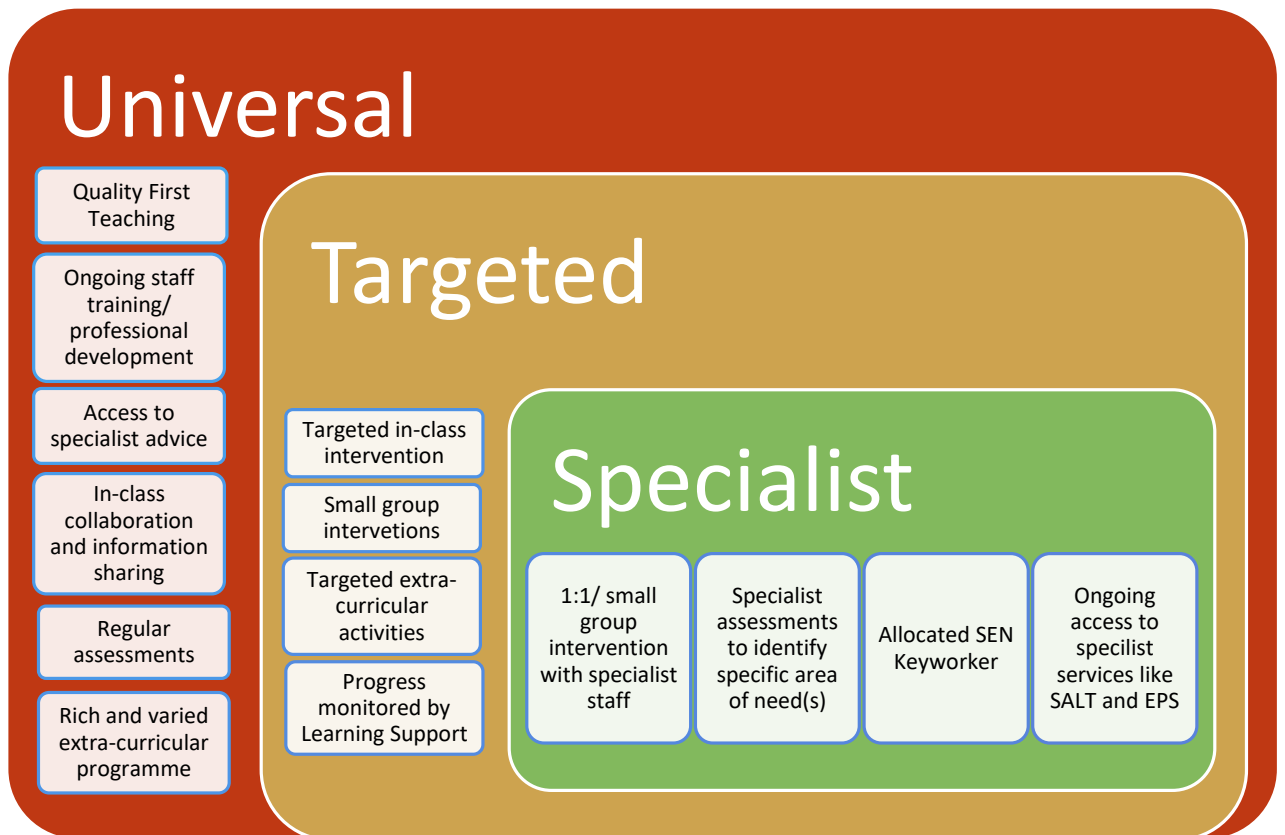 Universal
Quality First
Teaching
Ongoing staff
training/
professional
development
Access to
specialist advice
In-class
collaboration
and information
sharing
Regular
assessments
Rich and varied
extra-curricular
programme
Targeted
Targeted in-class
intervention
Small group
intervetions
Targeted extra-
curricular
activities
Progress
monitored by
Learning Support
Specialist
1:1/ small
group
intervention
with specialist
staff
Specialist
assessments
to identify
specific area
of need(s)
Allocated SEN
Keyworker
Ongoing
access to
specilist
services like
SALT and EPS